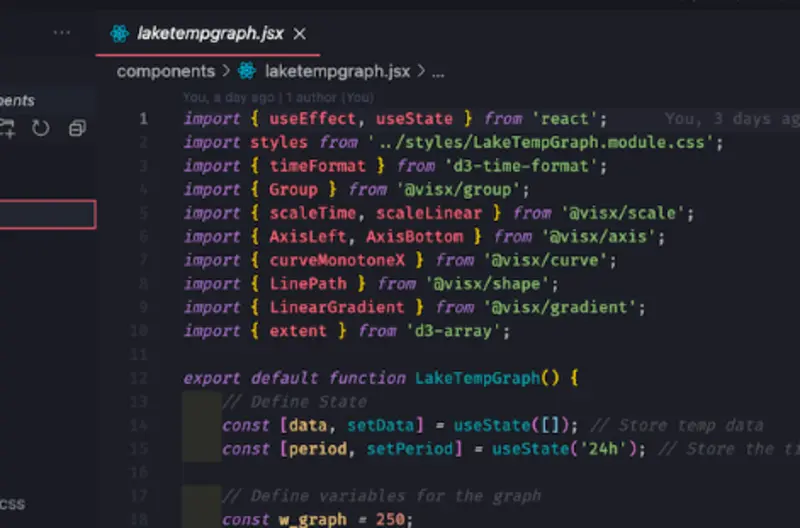 laketempgraph.jsx
components > laketempgraph.jsx > ...
You, a day ago | 1 author (You)
1 import { useEffect, useState } from 'react'; You, 3 days ag
2 import styles from '../styles/LakeTempGraph.module.css';
3 import { timeFormat } from 'd3-time-format';
4 import { Group } from '@visx/group';
5 import { scaleTime, scaleLinear } from '@visx/scale';
6 import { AxisLeft, AxisBottom } from '@visx/axis';
7 import { curveMonotoneX } from '@visx/curve';
8 import { LinePath } from '@visx/shape';
9 import { LinearGradient } from '@visx/gradient';
10 import { extent } from 'd3-array';
11
12 export default function LakeTempGraph() {
13 // Define State
14 const [data, setData] = useState([]); // Store temp data
15 const [period, setPeriod] = useState('24h'); // Store the ti
16
17 // Define variables for the graph
18 const w_graph = 250;
nents
css